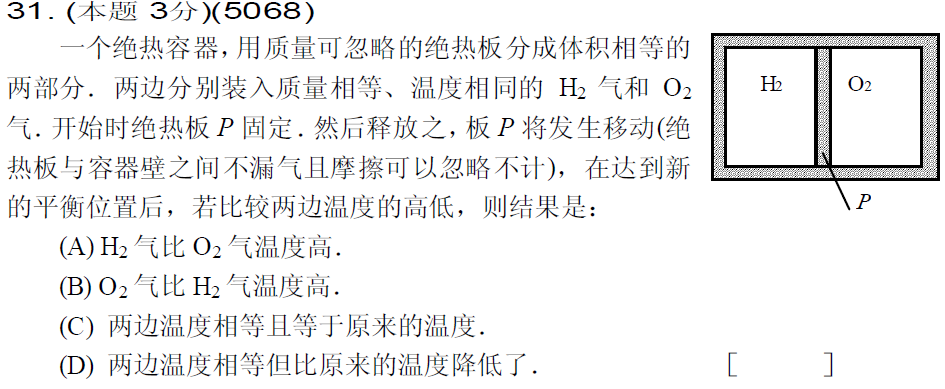 31. (本题 3分)(5068)
一个绝热容器，用质量可忽略的绝热板分成体积相等的
两部分．两边分别装入质量相等、温度相同的 H2 气和 O2
气．开始时绝热板 P 固定．然后释放之，板 P 将发生移动(绝
热板与容器壁之间不漏气且摩擦可以忽略不计)，在达到新
的平衡位置后，若比较两边温度的高低，则结果是：
(A) H2 气比 O2 气温度高．
(B) O2 气比 H2 气温度高．
(C) 两边温度相等且等于原来的温度．
(D) 两边温度相等但比原来的温度降低了． [ ]
H2 O2
P